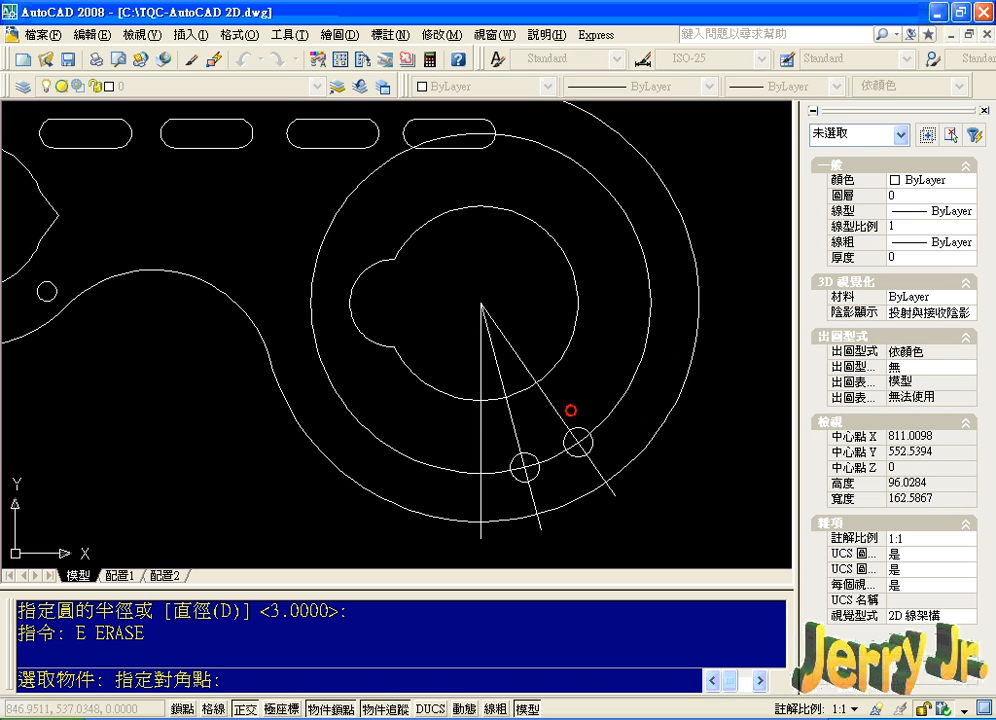 AutoCAD 2008 - [C:\TQC-AutoCAD 2D.dwg]
檔案(F) 編輯(E) 檢視(V) 插入(I) 格式(O) 工具(T) 繪圖(D) 標註(N) 修改(M) 視窗(W) 說明(H) Express 鍵入問題以尋求幫助
Standard ISO-25 Standard Standa
0 ByLayer ByLayer ByLayer 依顏色
未選取
一般
顏色 ByLayer
圖層 0
線型 ByLayer
線型比例 1
線粗 ByLayer
厚度 0
3D 視覺化
材料 ByLayer
陰影顯示 投射與接收陰影
出圖型式
出圖型式 依顏色
出圖型... 無
出圖表... 模型
出圖表... 無法使用
檢視
中心點 X 811.0098
中心點 Y 552.5394
中心點 Z 0
高度 96.0284
寬度 162.5867
雜項
註解比例 1:1
UCS 圖... 是
UCS 圖... 是
每個視... 是
UCS 名稱
視覺型式 2D 線架構
Y
X
模型 配置1 配置2
指定圓的半徑或 [直徑(D)] <3.0000>:
指令: E ERASE
選取物件: 指定對角點:
Jerry Jr.
846.9511, 537.0348, 0.0000 鎖點 格線 正交 極座標 物件鎖點 物件追蹤 DUCS 動態 線粗 模型 註解比例: 1:1